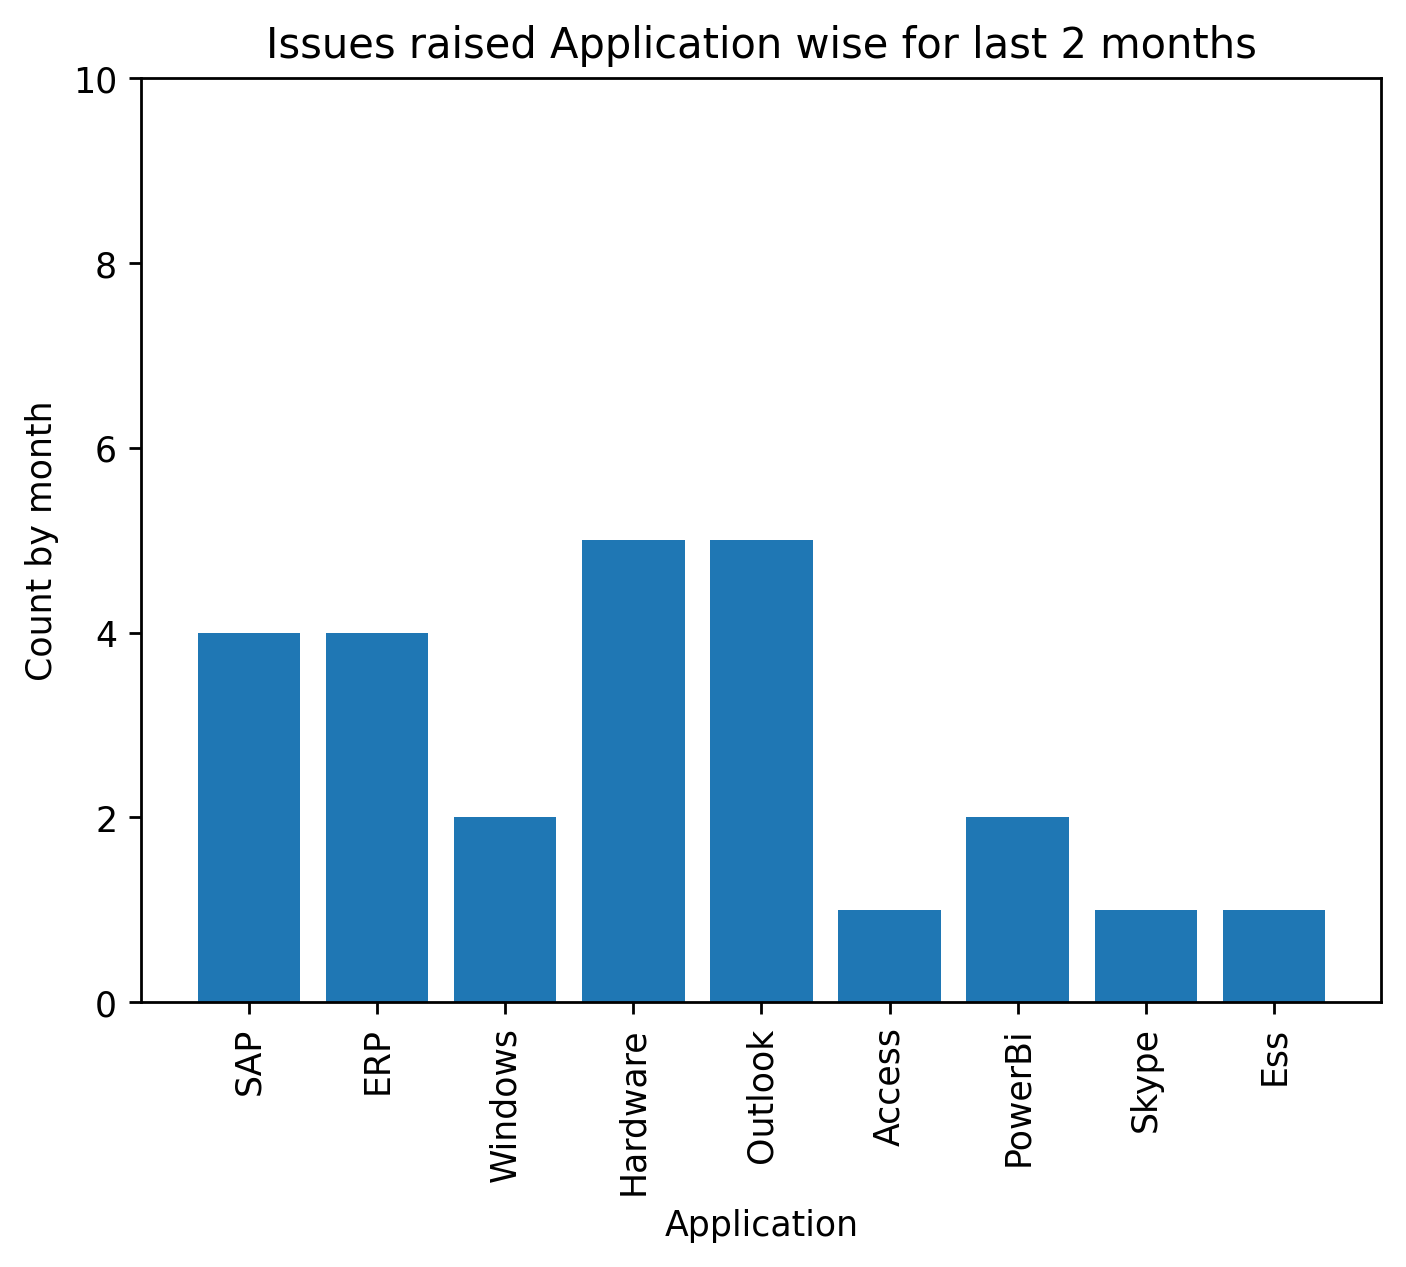 Issues raised Application wise for last 2 months
Count by month
10
8
6
4
2
0
SAP
ERP
Windows
Hardware
Outlook
Access
PowerBi
Skype
Ess
Application